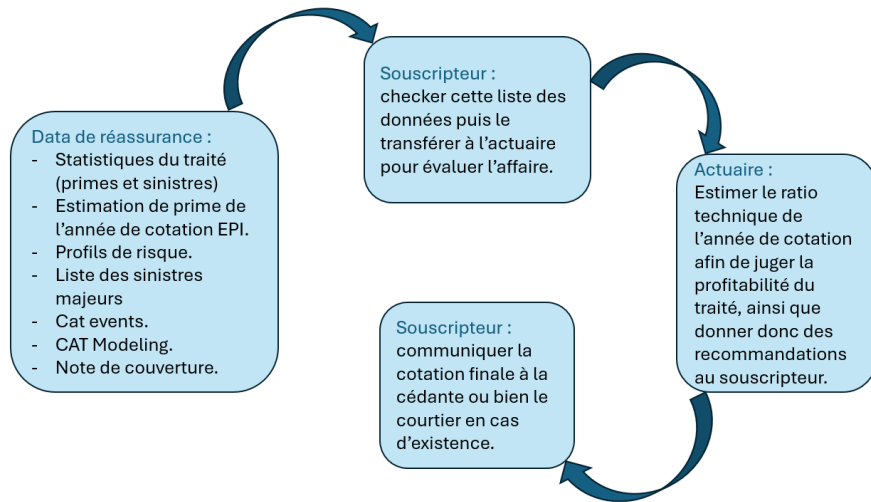 Data de réassurance :
- Statistiques du traité
(primes et sinistres)
- Estimation de prime de
l'année de cotation EPI.
- Profils de risque.
- Liste des sinistres
majeurs
- Cat events.
- CAT Modeling.
- Note de couverture.
Souscripteur :
checker cette liste des
données puis le
transférer à l'actuaire
pour évaluer l'affaire.
Actuaire :
Estimer le ratio
technique de
l'année de cotation
afin de juger la
profitabilité du
traité, ainsi que
donner donc des
recommandations
au souscripteur.
Souscripteur :
communiquer la
cotation finale à la
cédante ou bien le
courtier en cas
d'existence.